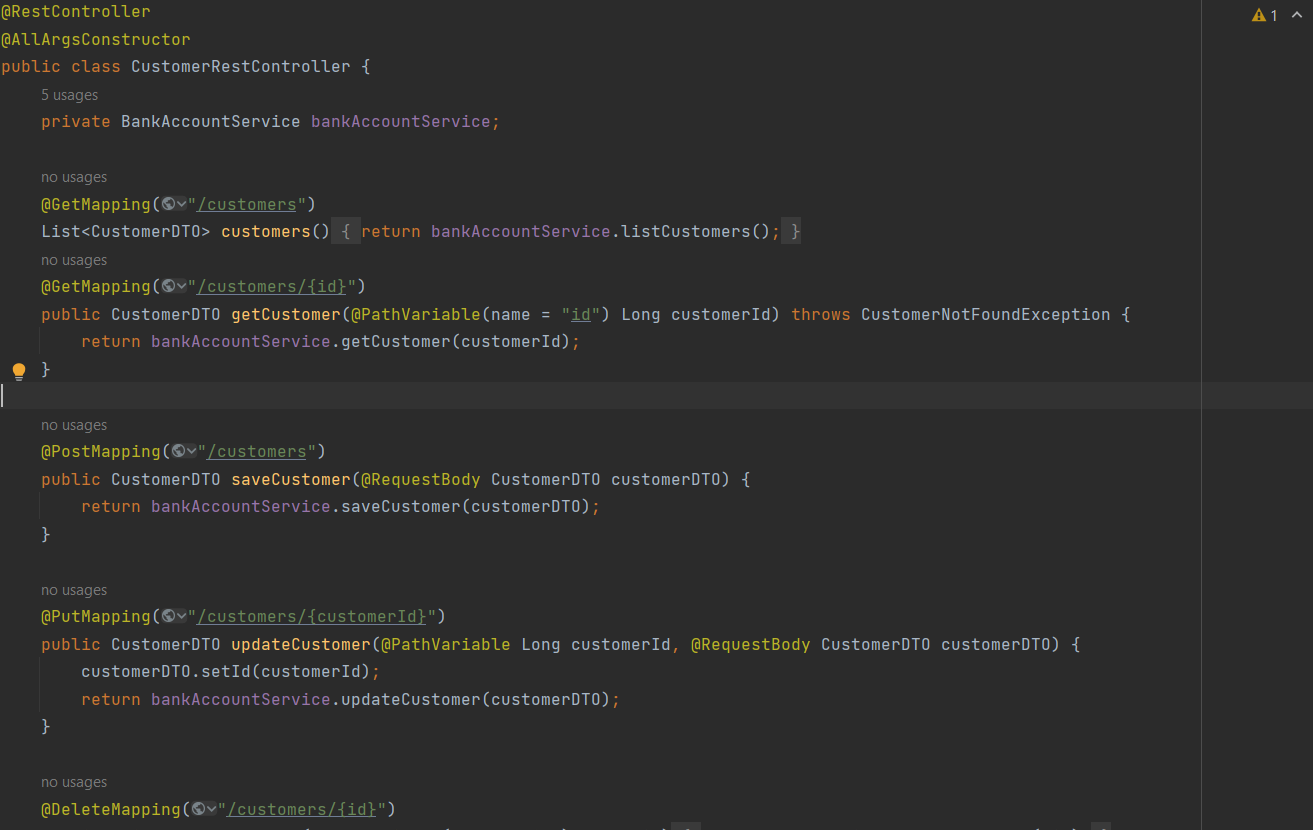 @RestController
@AllArgsConstructor
public class CustomerRestController {
5 usages
private BankAccountService bankAccountService;
no usages
@GetMapping("/customers")
List<CustomerDTO> customers() { return bankAccountService.listCustomers(); }
no usages
@GetMapping("/customers/{id}")
public CustomerDTO getCustomer(@PathVariable(name = "id") Long customerId) throws CustomerNotFoundException {
return bankAccountService.getCustomer(customerId);
}
no usages
@PostMapping("/customers")
public CustomerDTO saveCustomer(@RequestBody CustomerDTO customerDTO) {
return bankAccountService.saveCustomer(customerDTO);
}
no usages
@PutMapping("/customers/{customerId}")
public CustomerDTO updateCustomer(@PathVariable Long customerId, @RequestBody CustomerDTO customerDTO) {
customerDTO.setId(customerId);
return bankAccountService.updateCustomer(customerDTO);
}
no usages
@DeleteMapping("/customers/{id}")
1